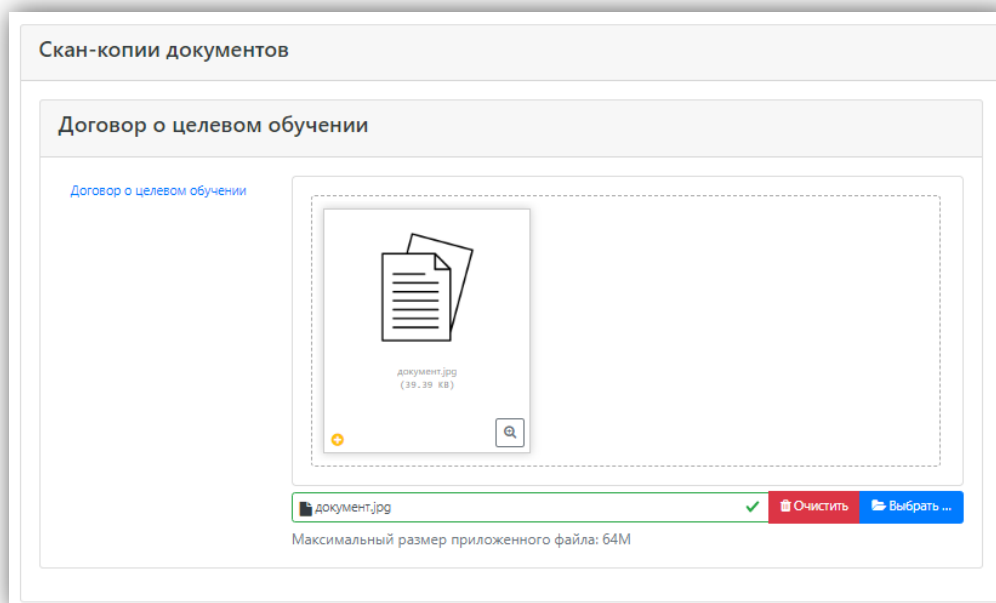 Скан-копии документов
Договор о целевом обучении
Договор о целевом обучении
документ.jpg
(39.39 KB)
документ.jpg
Очистить
Выбрать ...
Максимальный размер приложенного файла: 64M